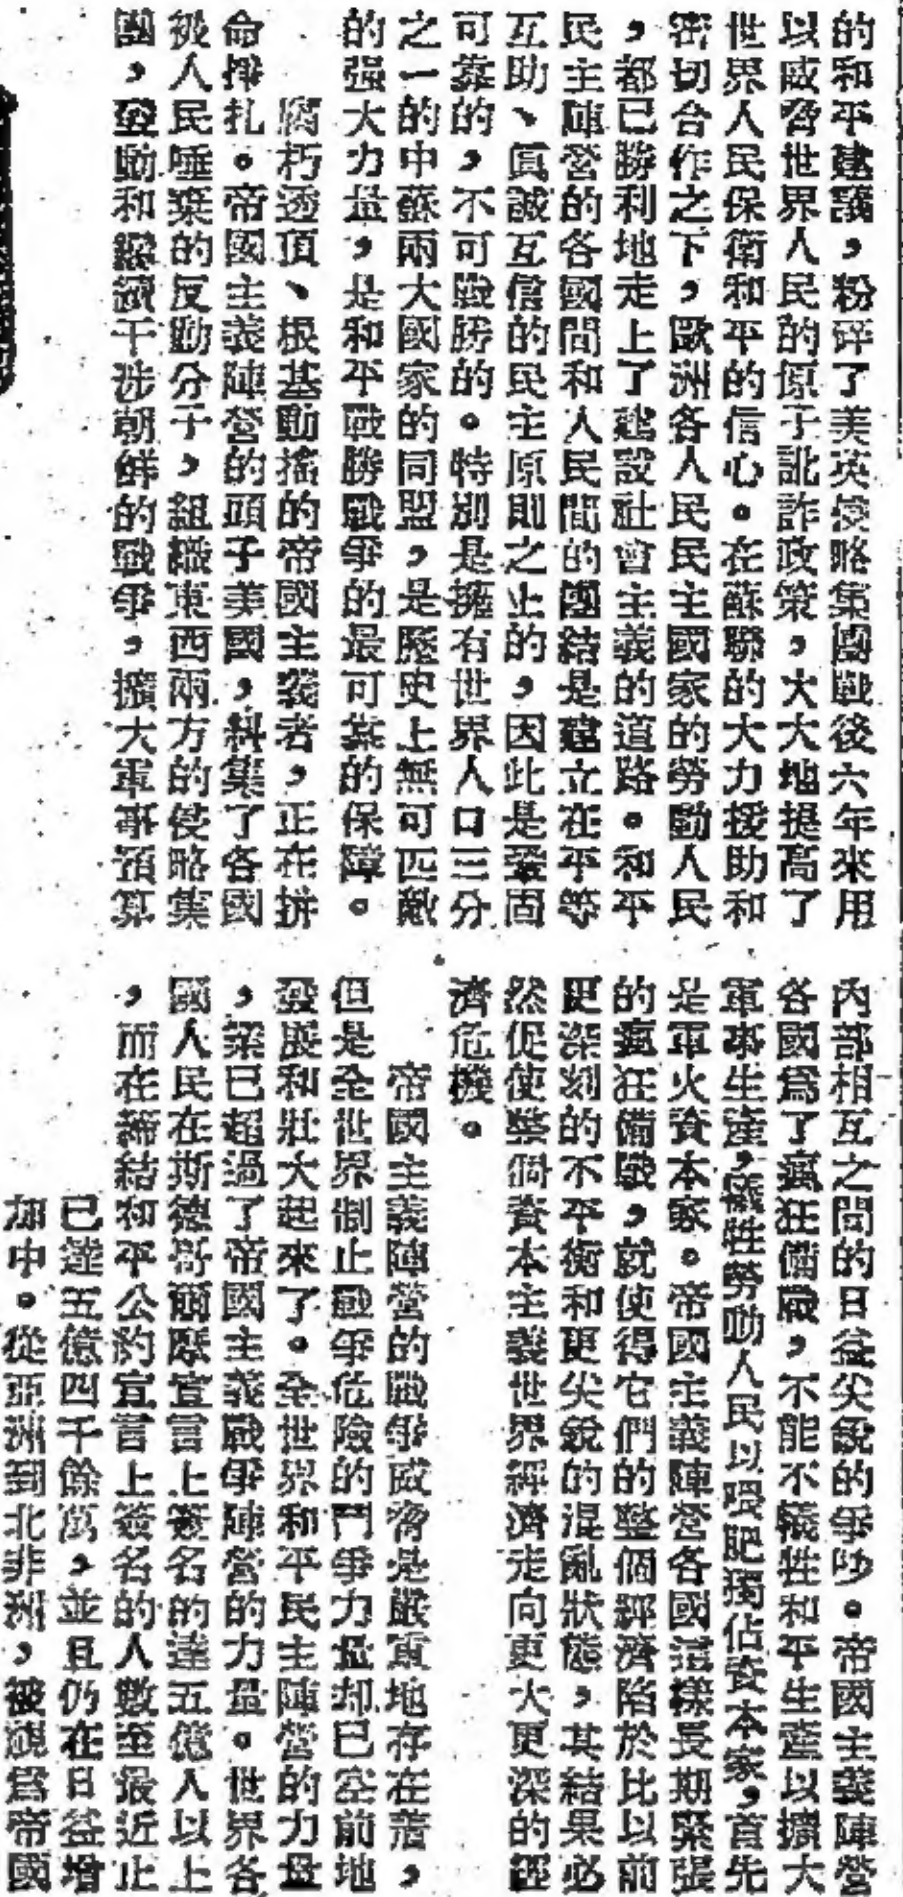 的和平建議，粉碎了美英侵略集團戰後六年來用
以威脅世界人民的原子訛詐政策，大大地提高了
世界人民保衛和平的信心。在蘇聯的大力援助和
密切合作之下，歐洲各人民民主國家的勞動人民
，都已勝利地走上了建設社會主義的道路。和平
民主陣營的各國間和人民間的團結是建立在平等
互助、眞誠互信的民主原則之上的，因此是鞏固
可靠的，不可戰勝的。特別是擁有世界人口三分
之一的中蘇兩大國家的同盟，是歷史上無可匹敵
的强大力量，是和平戰勝戰爭的最可靠的保障。
腐朽透頂、根基動搖的帝國主義者，正在拼
命掙扎。帝國主義陣營的頭子美國，糾集了各國
被人民唾棄的反動分子，組織東西兩方的侵略集
團，發動和繼續干涉朝鮮的戰爭，擴大軍事預算
內部相互之間的日益尖銳的爭吵。帝國主義陣營
各國爲了瘋狂備戰，不能不犧牲和平生產以擴大
軍事生產，犧牲勞動人民以喂肥獨佔資本家，首先
是軍火資本家。帝國主義陣營各國這樣長期緊張
的瘋狂備戰，就使得它們的整個經濟陷於比以前
更深刻的不平衡和更尖銳的混亂狀態，其結果必
然促使整個資本主義世界經濟走向更大更深的經
濟危機。
帝國主義陣營的戰爭威脅是嚴重地存在着，
但是全世界制止戰爭危險的鬥爭力量却已空前地
發展和壯大起來了。全世界和平民主陣營的力量
，業已超過了帝國主義戰爭陣營的力量。世界各
國人民在斯德哥爾摩宣言上簽名的達五億人以上
，而在締結和平公約宣言上簽名的人數至最近止
已達五億四千餘萬，並且仍在日益增
加中。從亞洲到北非洲，被視爲帝國